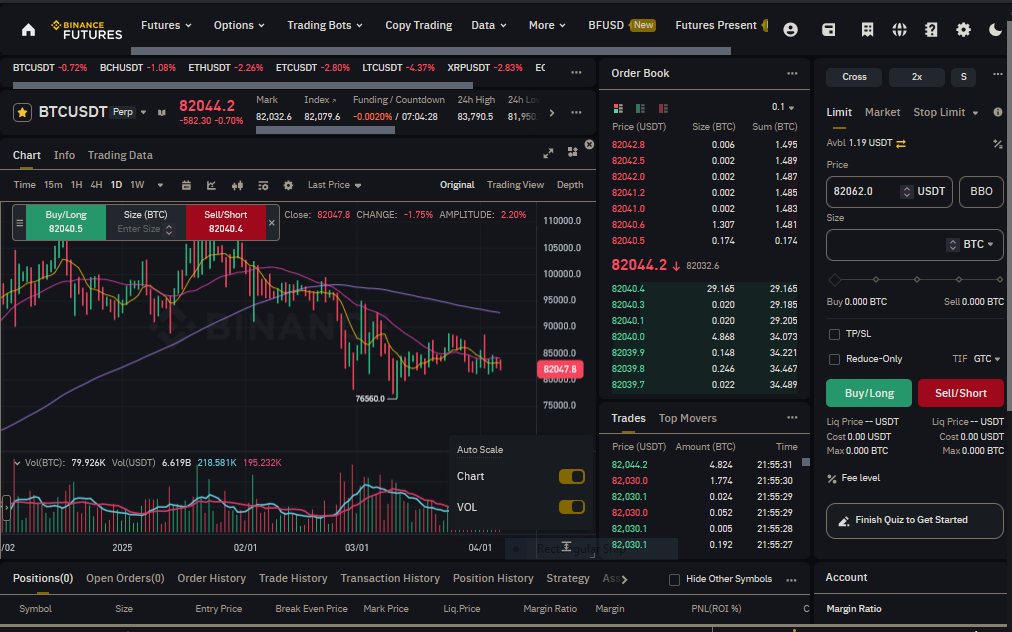 BINANCE FUTURES Futures Options Trading Bots Copy Trading Data More BFUSD New Futures Present
BTCUSDT -0.72% BCHUSDT -1.08% ETHUSDT -2.26% ETCUSDT -2.80% LTCUSDT -4.37% XRPUSDT -2.83%
BTCUSDT Perp
82044.2
-582.30 -0.70%
Mark
82,032.6
Index
82,079.6
Funding / Countdown
-0.0020% / 07:04:28
24h High
83,790.5
24h Lo
81,950
Chart Info Trading Data
Time 15m 1H 4H 1D 1W Last Price Original Trading View Depth
Buy/Long
82040.5
Size (BTC)
Enter Size
Sell/Short
82040.4
Close: 82047.8 CHANGE: -1.75% AMPLITUDE: 2.20%
110000.0
105000.0
100000.0
95000.0
90000.0
85000.0
82047.8
80000.0
75000.0
BINANCE
76560.0
Vol(BTC): 79.926K Vol(USDT) 6.619B 218.581K 195.232K
Auto Scale
Chart
VOL
/02 2025 02/01 03/01 04/01
Order Book
0.1
Price (USDT) Size (BTC) Sum (BTC)
82042.8 0.006 1.495
82042.5 0.002 1.489
82042.0 0.002 1.487
82041.2 0.002 1.485
82041.0 0.002 1.483
82040.6 1.307 1.481
82040.5 0.174 0.174
82044.2 ↓ 82032.6
82040.4 29.165 29.165
82040.3 0.020 29.185
82040.1 0.020 29.205
82040.0 4.868 34.073
82039.9 0.148 34.221
82039.8 0.246 34.467
82039.7 0.022 34.489
Trades Top Movers
Price (USDT) Amount (BTC) Time
82,044.2 4.824 21:55:31
82,030.0 1.774 21:55:30
82,030.1 0.024 21:55:29
82,030.0 0.052 21:55:29
82,030.1 0.005 21:55:28
82,030.1 0.192 21:55:27
Cross 2x S
Limit Market Stop Limit
Avbl 1.19 USDT
Price
82062.0 USDT BBO
Size
BTC
Buy 0.000 BTC Sell 0.000 BTC
TP/SL
Reduce-Only TIF GTC
Buy/Long Sell/Short
Liq Price -- USDT Liq Price -- USDT
Cost 0.00 USDT Cost 0.00 USDT
Max 0.000 BTC Max 0.000 BTC
% Fee level
Finish Quiz to Get Started
Positions(0) Open Orders(0) Order History Trade History Transaction History Position History Strategy Hide Other Symbols
Symbol Size Entry Price Break Even Price Mark Price Liq.Price Margin Ratio Margin PNL(ROI %)
Account
Margin Ratio